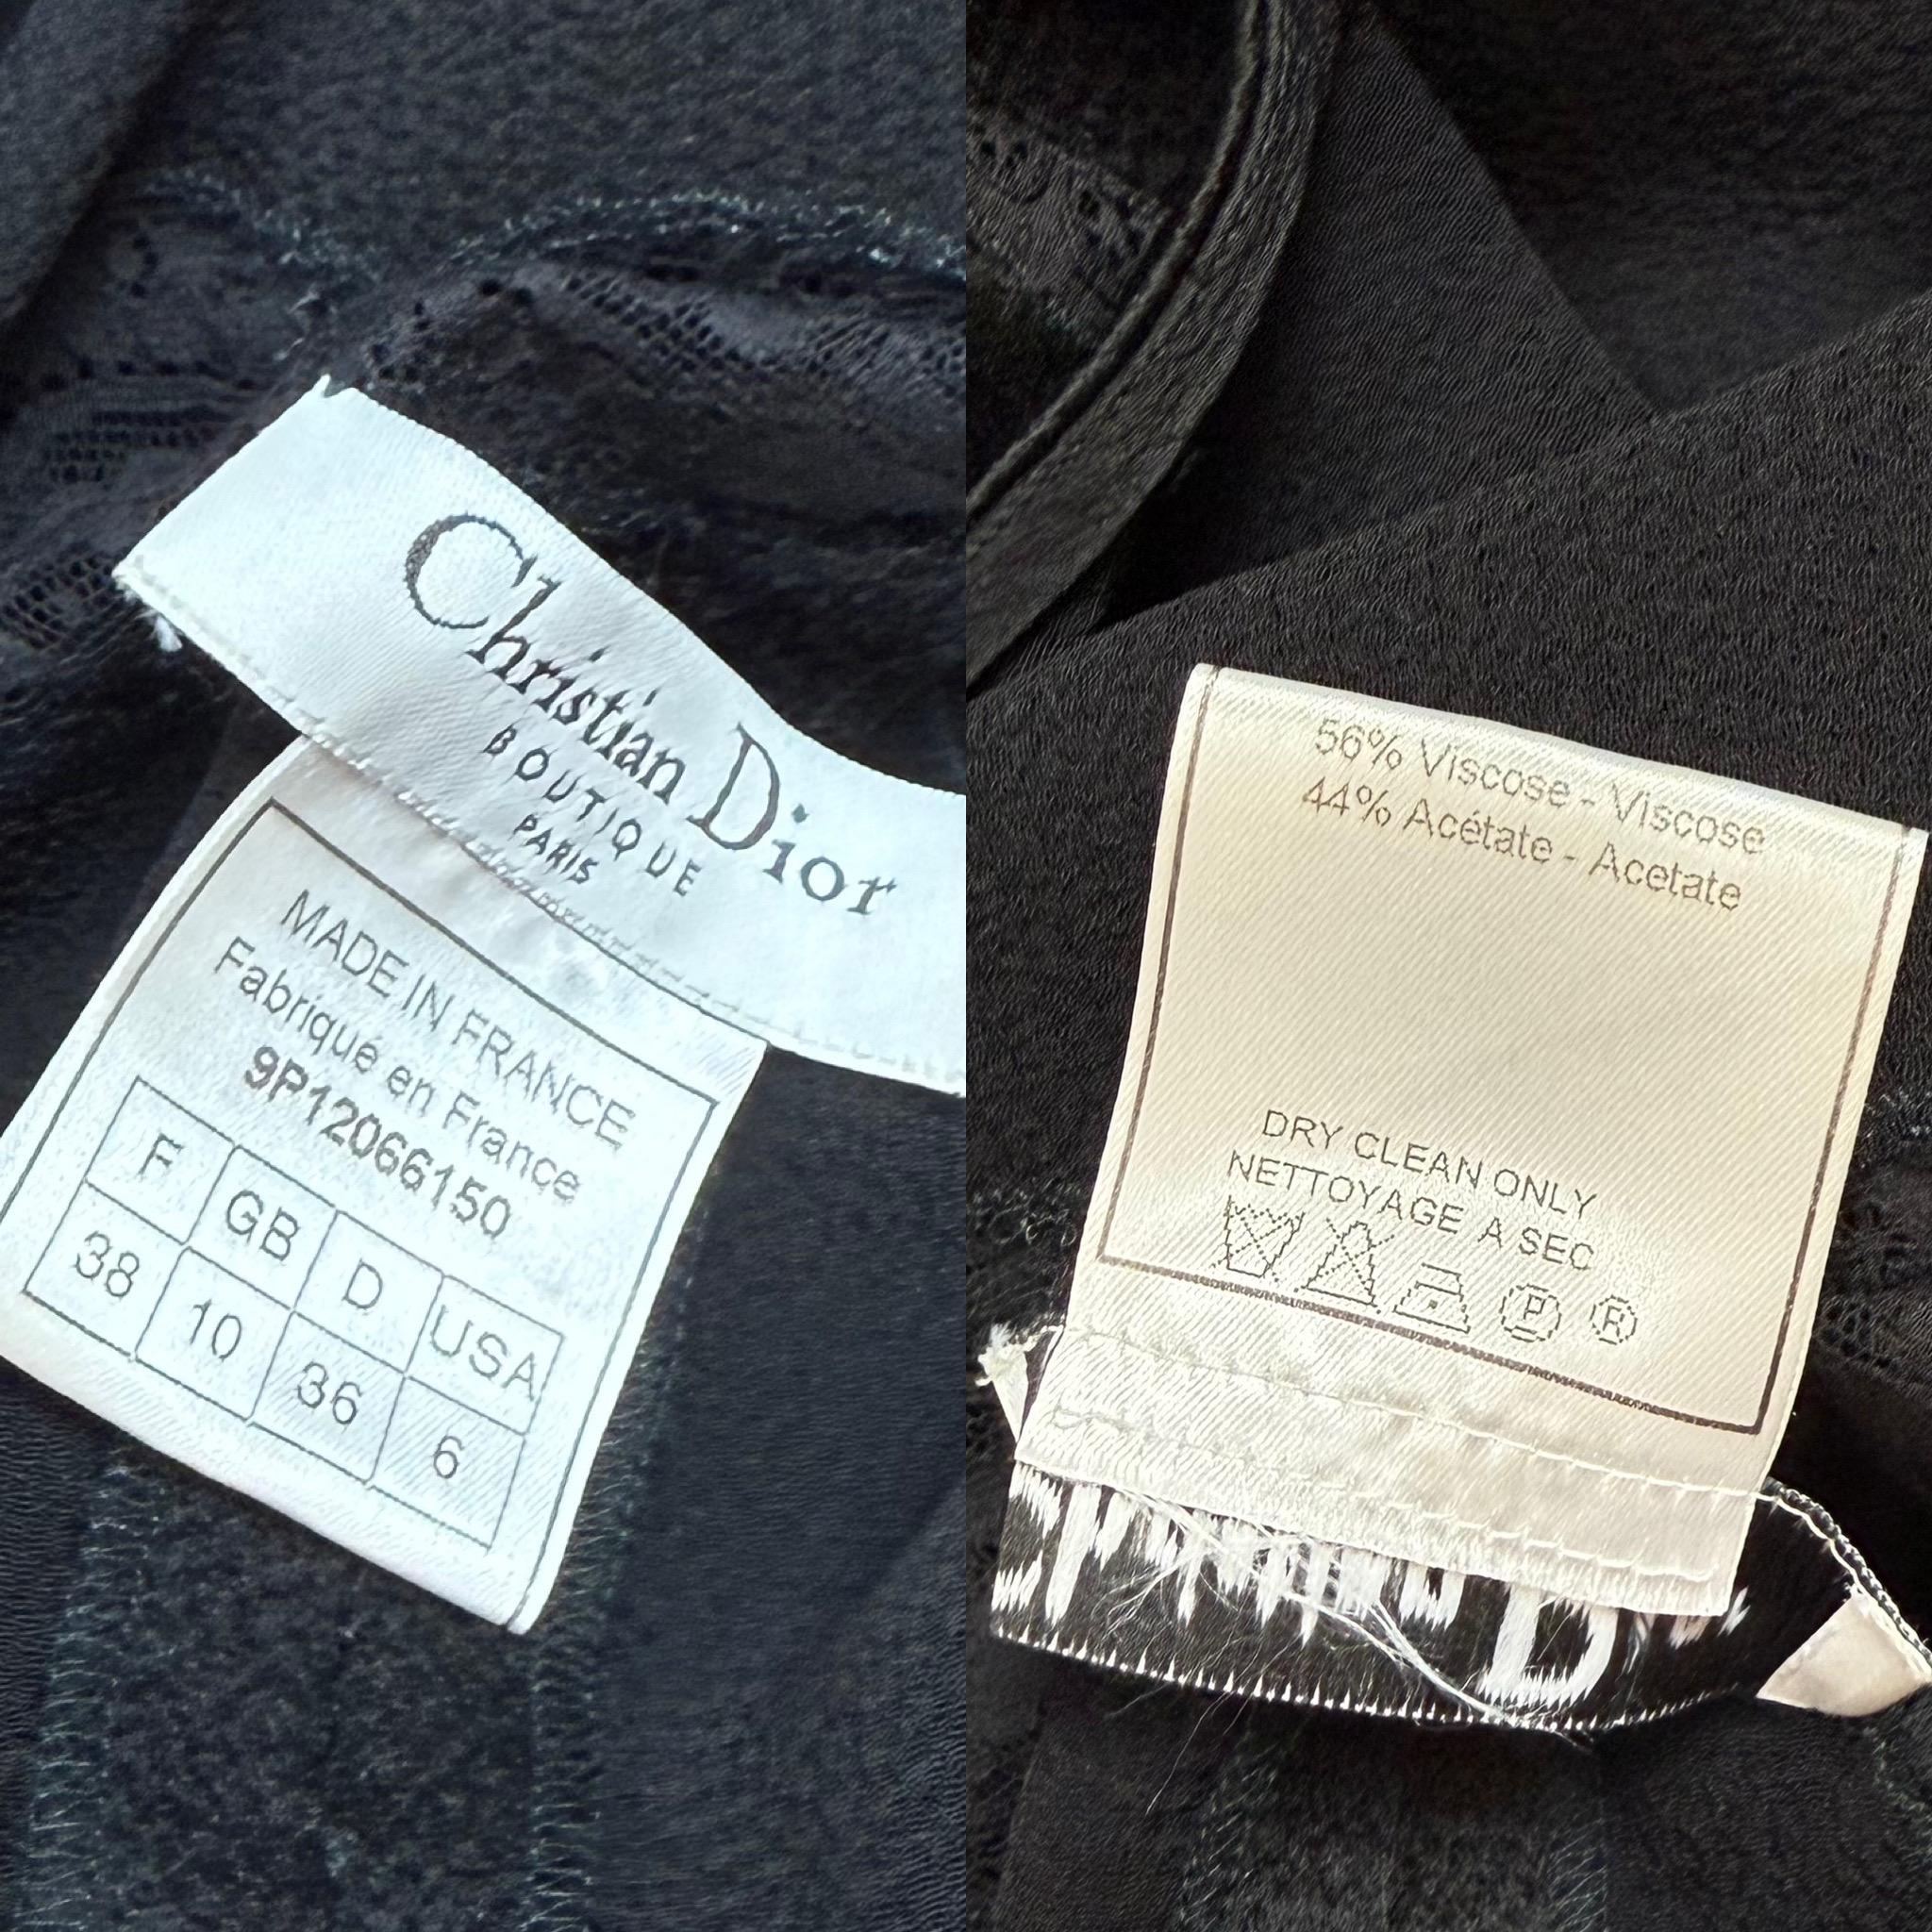 Christian Dior
BOUTIQUE
PARIS
MADE IN FRANCE
Fabriqué en France
9P12066150
F GB D USA
38 10 36 6
56% Viscose - Viscose
44% Acétate - Acetate
DRY CLEAN ONLY
NETTOYAGE A SEC
P R